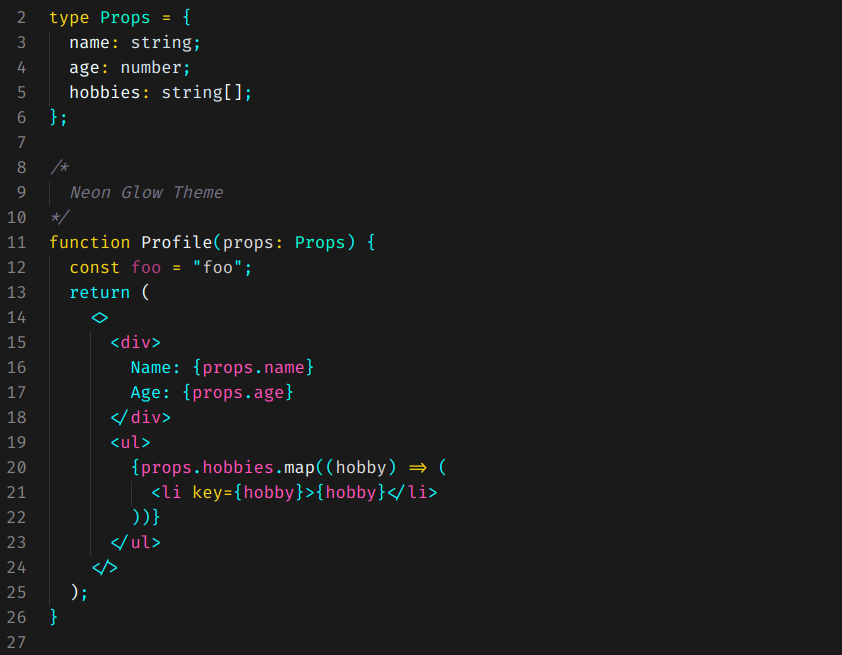 2 type Props = {
3   name: string;
4   age: number;
5   hobbies: string[];
6 };
7
8 /*
9   Neon Glow Theme
10 */
11 function Profile(props: Props) {
12   const foo = "foo";
13   return (
14     <>
15       <div>
16         Name: {props.name}
17         Age: {props.age}
18       </div>
19       <ul>
20         {props.hobbies.map((hobby) => (
21           <li key={hobby}>{hobby}</li>
22         ))}
23       </ul>
24     </>
25   );
26 }
27